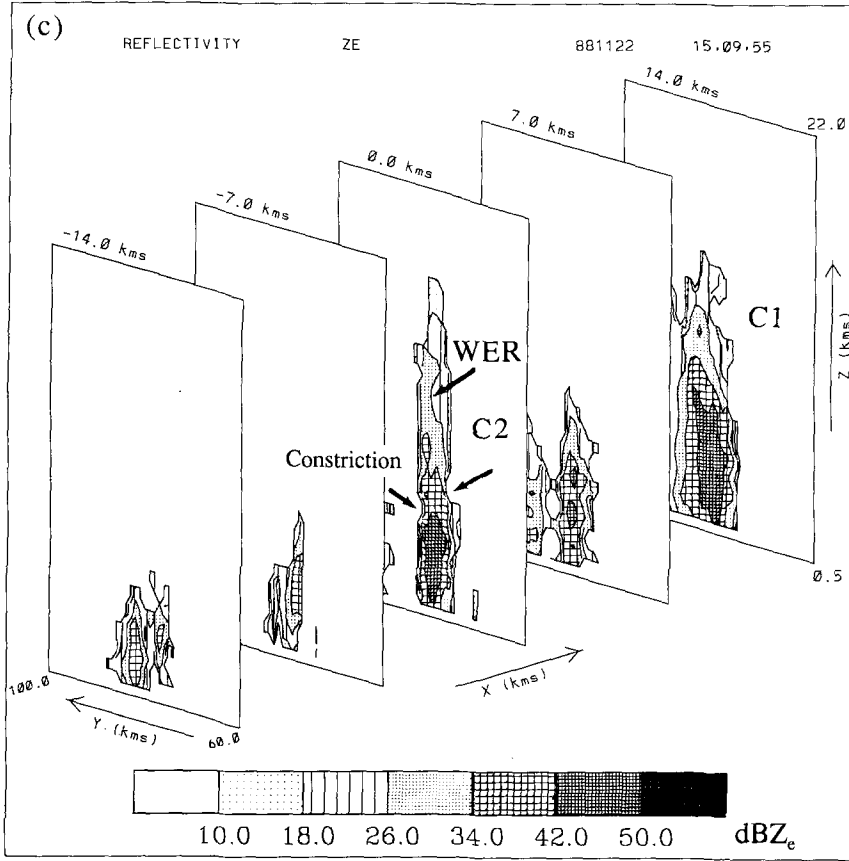 (c)
REFLECTIVITY ZE 881122 15.09.55
14.0 kms
22.0
7.0 kms
0.0 kms
-7.0 kms
-14.0 kms
C1
Z (kms)
WER
C2
Constriction
0.5
X (kms)
100.0
Y. (kms)
60.0
10.0 18.0 26.0 34.0 42.0 50.0 dBZe